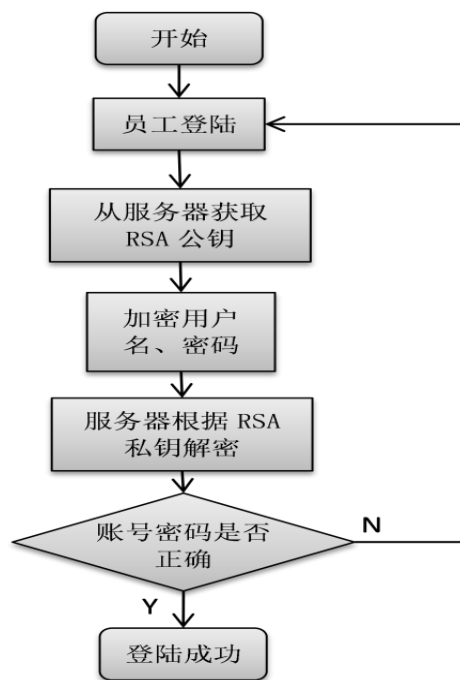 开始
员工登陆
从服务器获取
RSA 公钥
加密用户
名、密码
服务器根据 RSA
私钥解密
账号密码是否
正确
N
Y
登陆成功